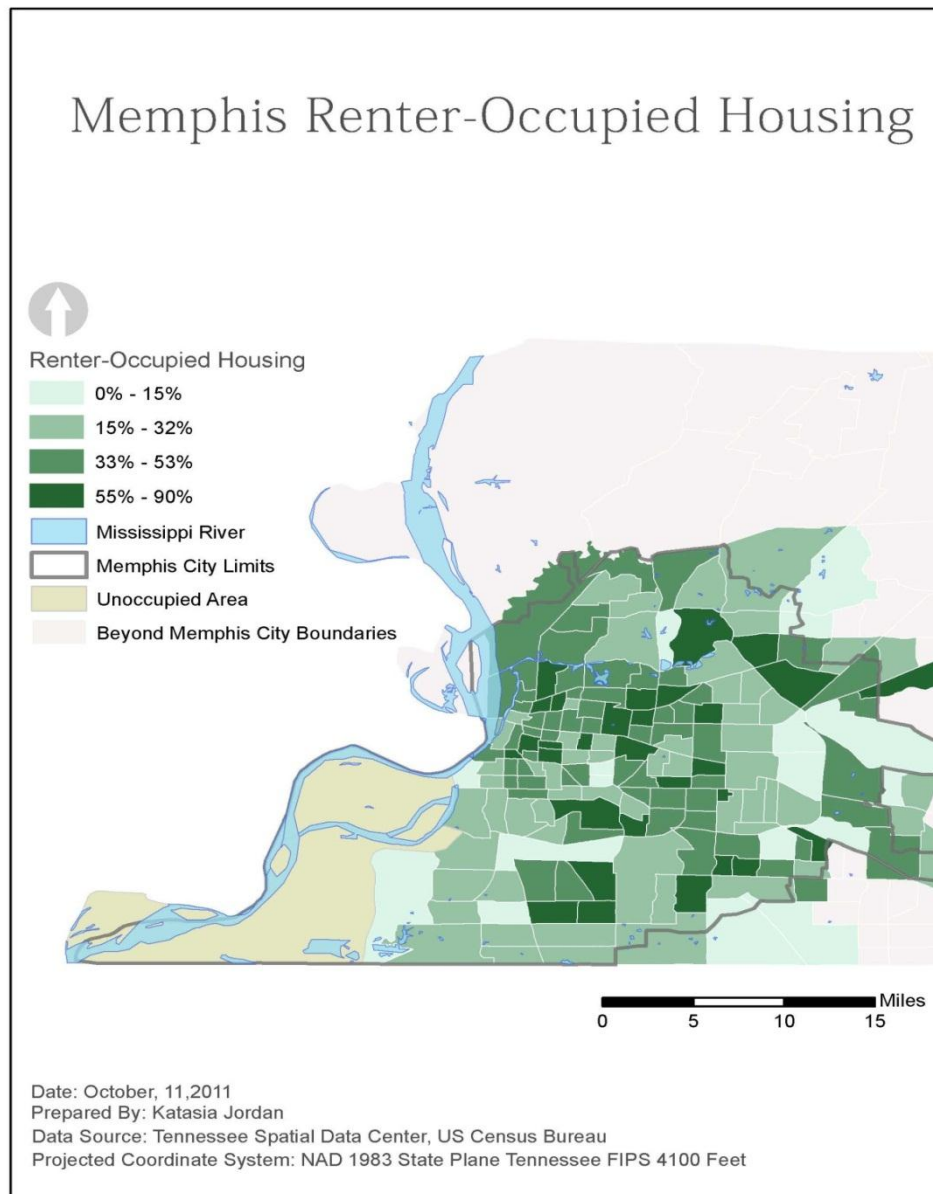 Memphis Renter-Occupied Housing
Renter-Occupied Housing
0% - 15%
15% - 32%
33% - 53%
55% - 90%
Mississippi River
Memphis City Limits
Unoccupied Area
Beyond Memphis City Boundaries
Miles
0 5 10 15
Date: October, 11,2011
Prepared By: Katasia Jordan
Data Source: Tennessee Spatial Data Center, US Census Bureau
Projected Coordinate System: NAD 1983 State Plane Tennessee FIPS 4100 Feet